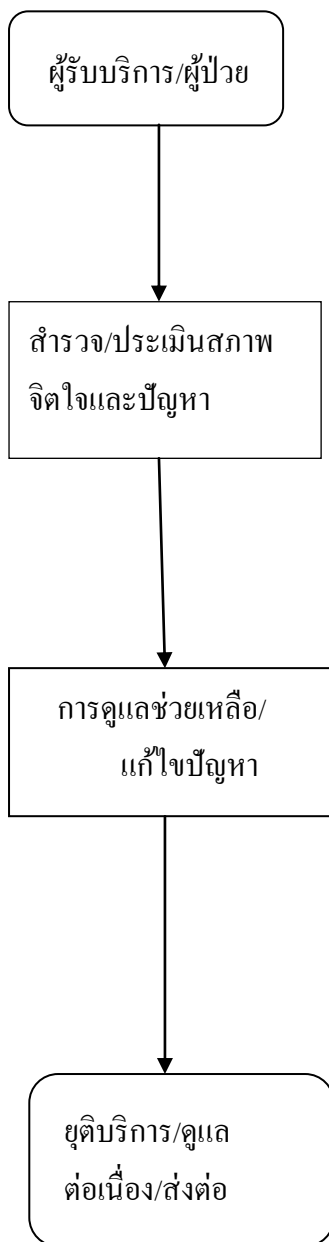 ผู้รับบริการ/ผู้ป่วย
สำรวจ/ประเมินสภาพ
จิตใจและปัญหา
การดูแลช่วยเหลือ/
แก้ไขปัญหา
ยุติบริการ/ดูแล
ต่อเนื่อง/ส่งต่อ